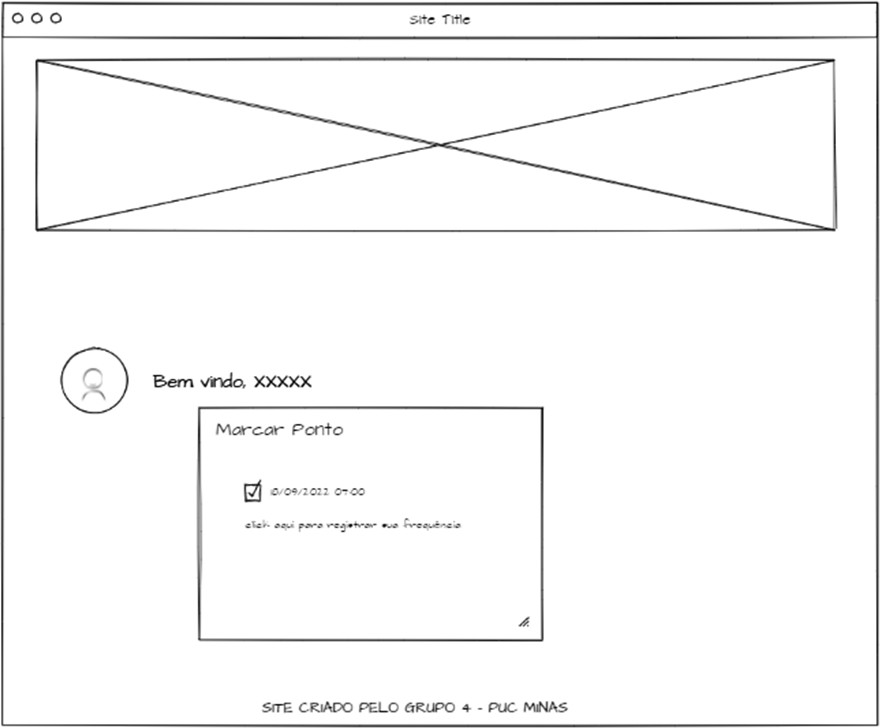 Site Title
Bem vindo, XXXXX
Marcar Ponto
10/09/2022 07:00
click aqui para registrar sua frequência
SITE CRIADO PELO GRUPO 4 - PUC MINAS